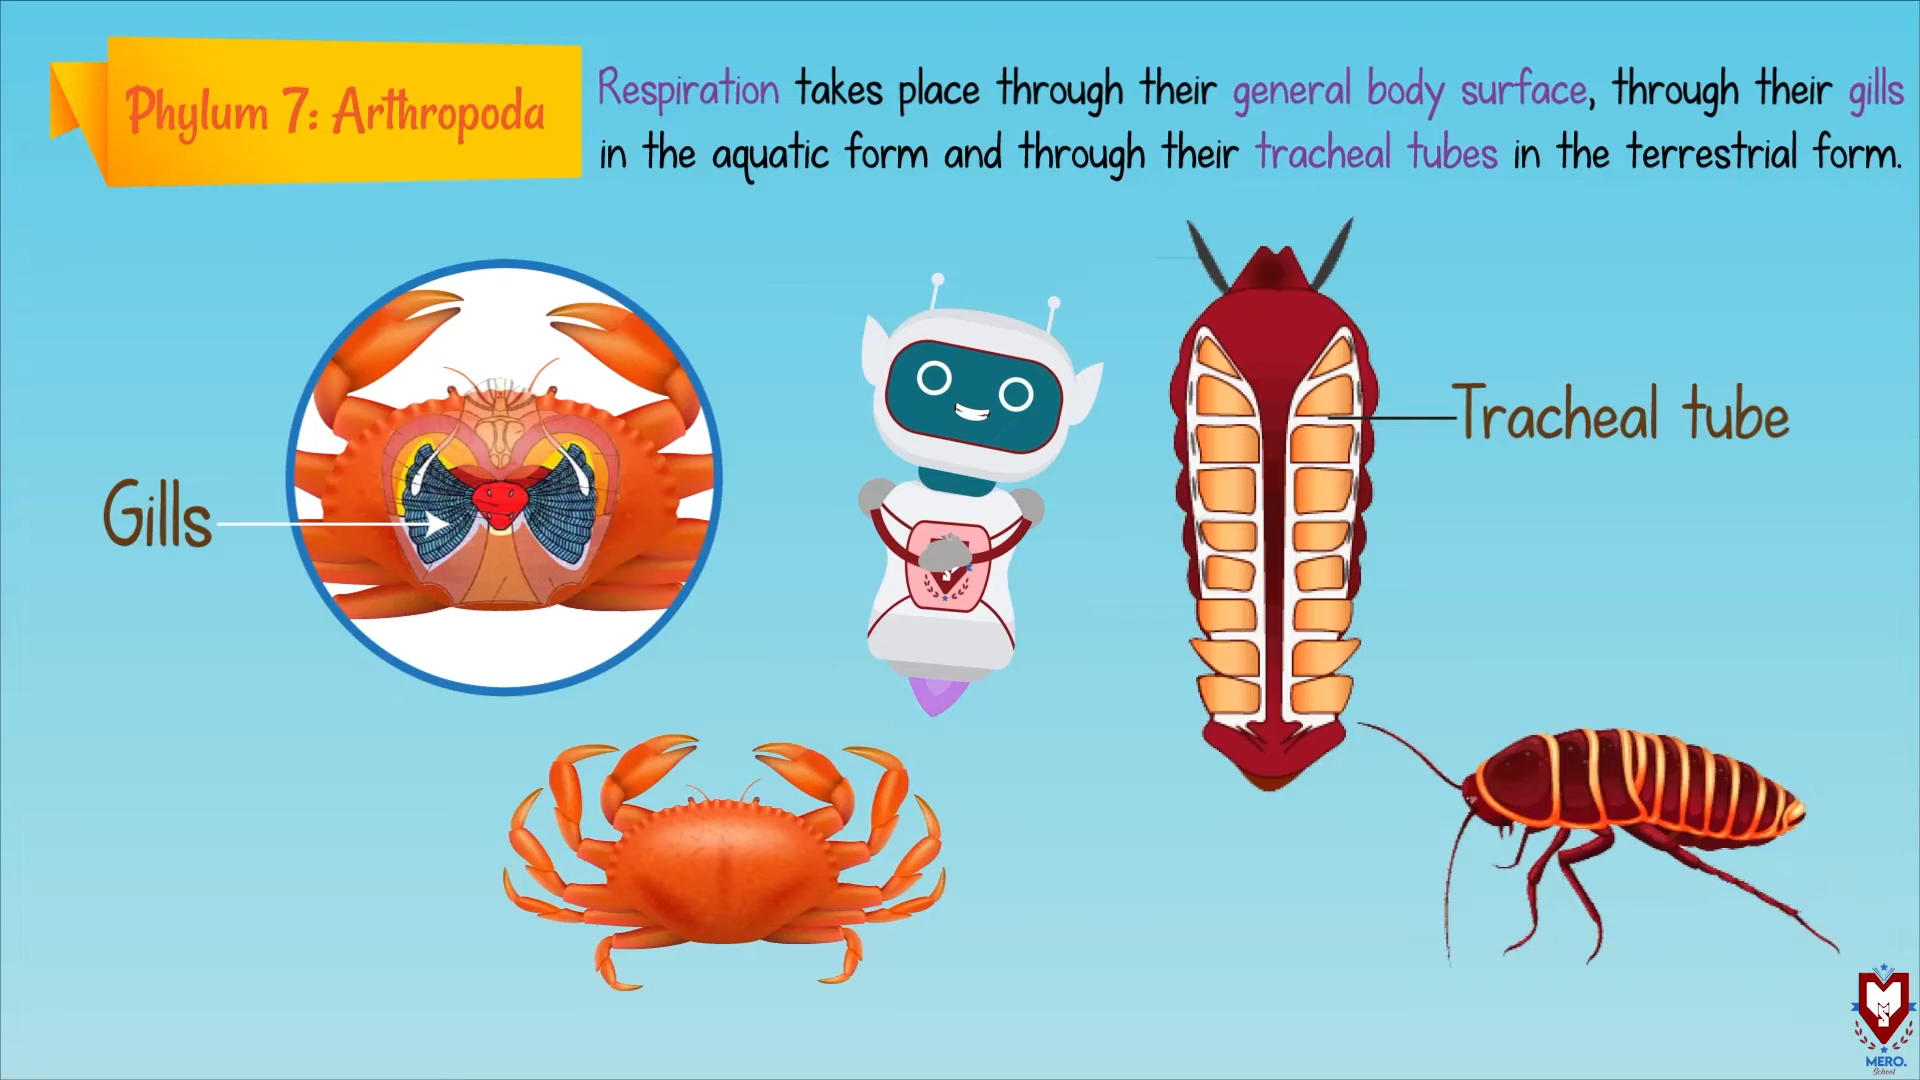 Phylum 7: Arthropoda
Respiration takes place through their general body surface, through their gills
in the aquatic form and through their tracheal tubes in the terrestrial form.
Tracheal tube
Gills
MERO.
School